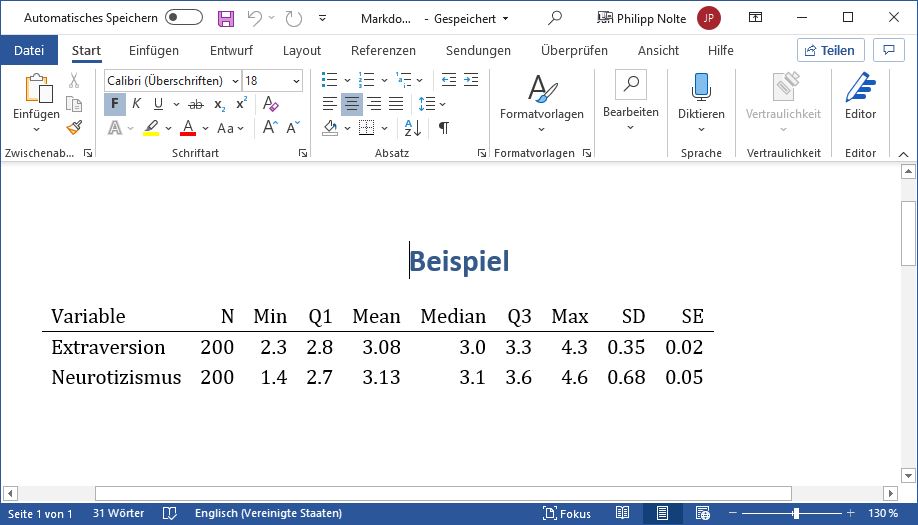 Automatisches Speichern Markdo... - Gespeichert Philipp Nolte JP
Datei Start Einfügen Entwurf Layout Referenzen Sendungen Überprüfen Ansicht Hilfe Teilen
Calibri (Überschriften) 18
Einfügen F K U ab x₂ x² A Formatvorlagen Bearbeiten Diktieren Vertraulichkeit Editor
A A Aa A A A Z ¶
Zwischenab... Schriftart Absatz Formatvorlagen Sprache Vertraulichkeit Editor
Beispiel
Variable N Min Q1 Mean Median Q3 Max SD SE
Extraversion 200 2.3 2.8 3.08 3.0 3.3 4.3 0.35 0.02
Neurotizismus 200 1.4 2.7 3.13 3.1 3.6 4.6 0.68 0.05
Seite 1 von 1 31 Wörter Englisch (Vereinigte Staaten) Fokus 130 %